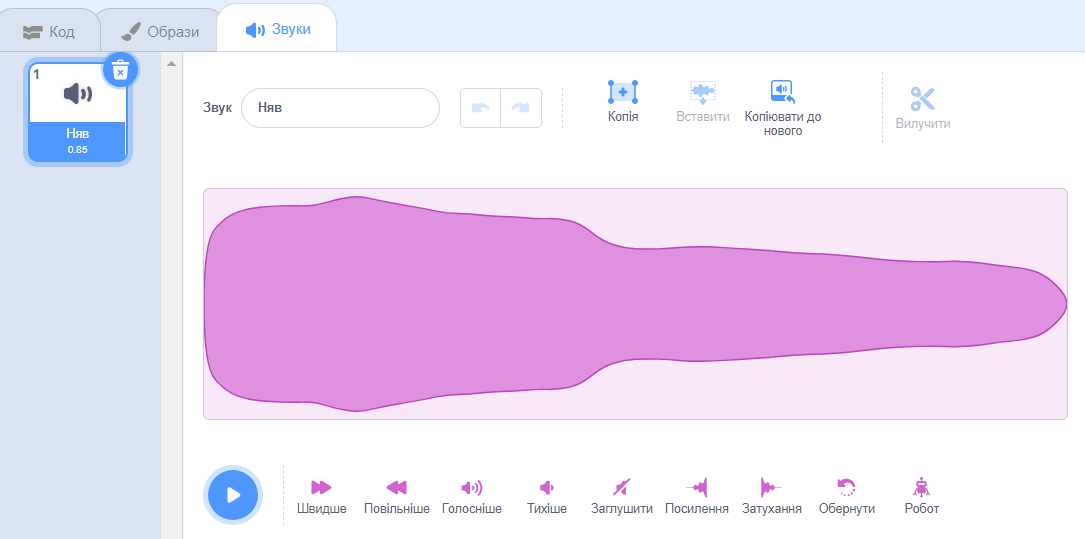 Код
Образи
Звуки
1
Няв
0.85
Звук
Няв
Копія
Вставити
Копіювати до
нового
Вилучити
Швидше
Повільніше
Голосніше
Тихіше
Заглушити
Посилення
Затухання
Обернути
Робот